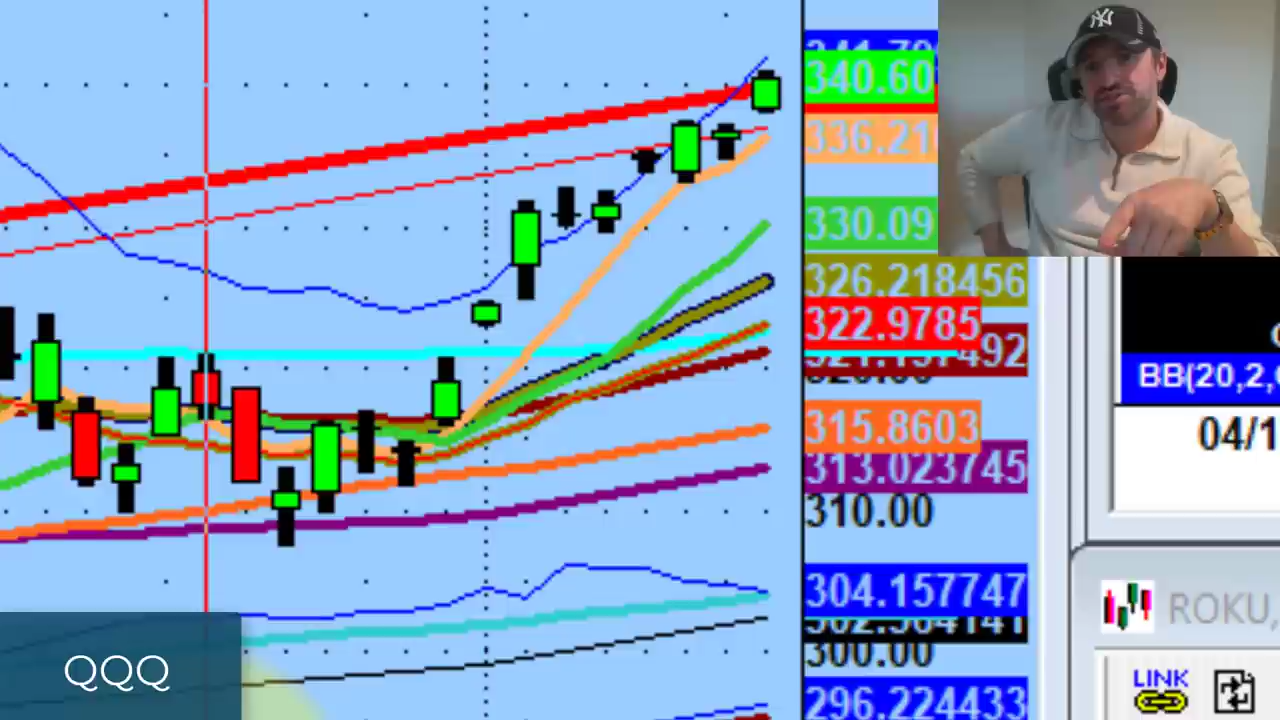 NY
340.60
336.21
330.09
326.218456
322.9785
315.8603
313.023745
310.00
304.157747
300.00
296.224433
BB(20,2,
04/1
ROKU,
LINK
QQQ